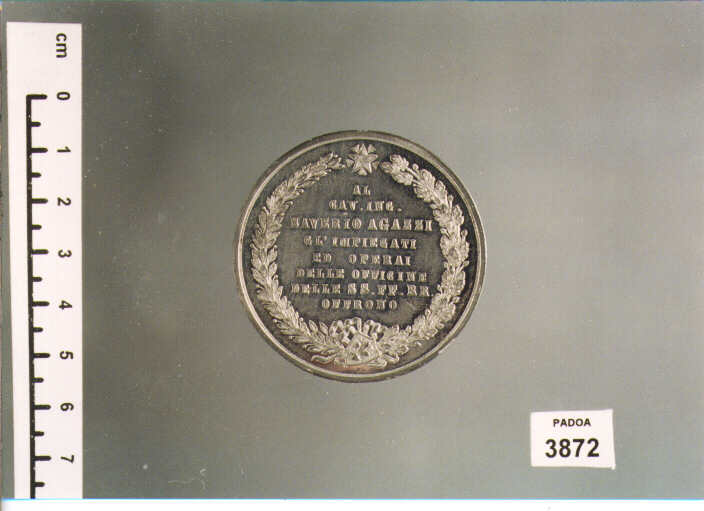 cm
0
1
2
3
4
5
6
7
AL
CAV. ING.
SAVERIO AGAZZI
GL' IMPIEGATI
ED OPERAI
DELLE OFFICINE
DELLE SS. FF. RR.
OFFRONO
PADOA
3872